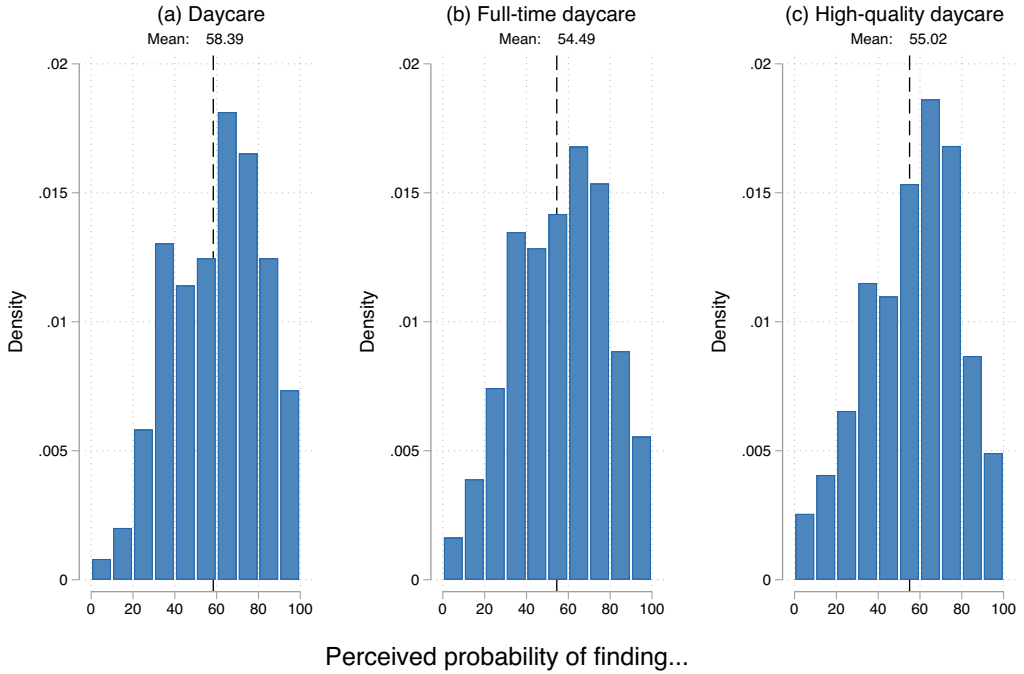 (a) Daycare
Mean: 58.39
.02
.015
.01
.005
0
Density
0 20 40 60 80 100
(b) Full-time daycare
Mean: 54.49
.02
.015
.01
.005
0
Density
0 20 40 60 80 100
(c) High-quality daycare
Mean: 55.02
.02
.015
.01
.005
0
Density
0 20 40 60 80 100
Perceived probability of finding...